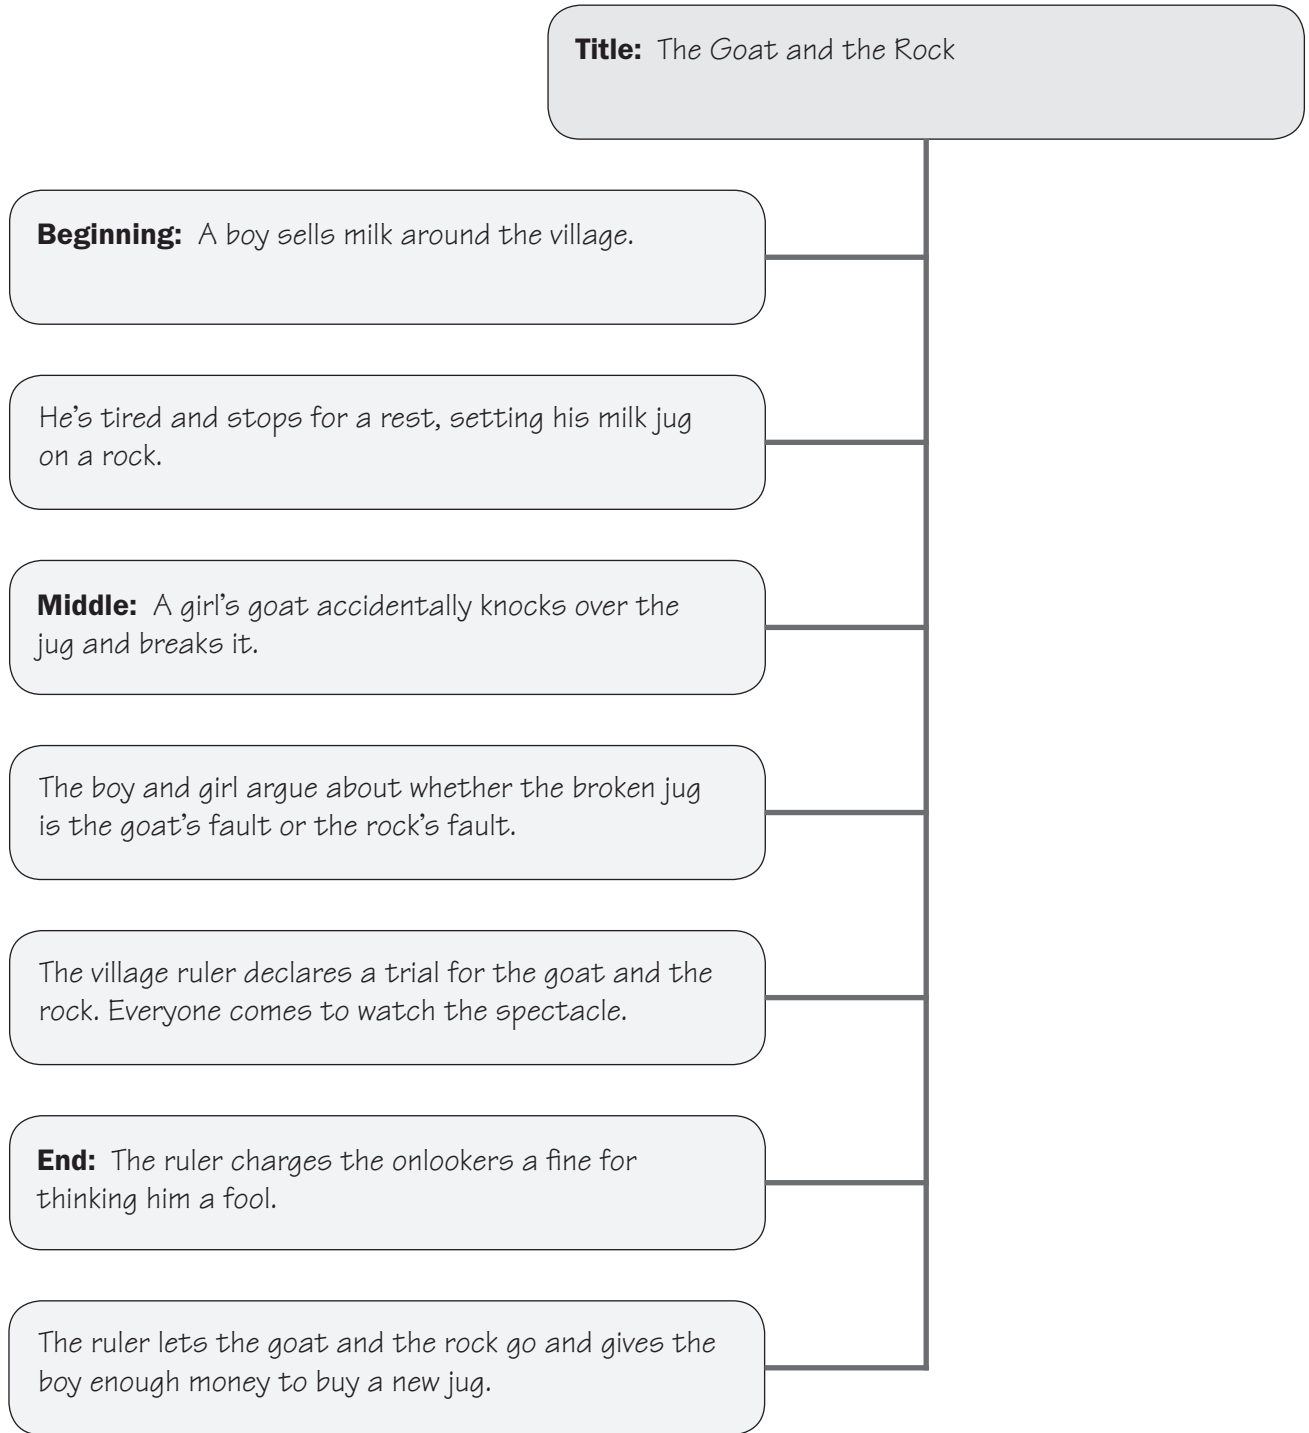 Title: The Goat and the Rock
Beginning: A boy sells milk around the village.
He's tired and stops for a rest, setting his milk jug
on a rock.
Middle: A girl's goat accidentally knocks over the
jug and breaks it.
The boy and girl argue about whether the broken jug
is the goat's fault or the rock's fault.
The village ruler declares a trial for the goat and the
rock. Everyone comes to watch the spectacle.
End: The ruler charges the onlookers a fine for
thinking him a fool.
The ruler lets the goat and the rock go and gives the
boy enough money to buy a new jug.